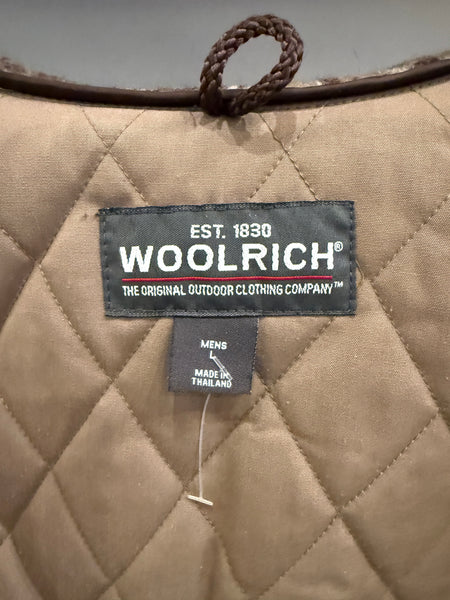 EST. 1830
WOOLRICH®
THE ORIGINAL OUTDOOR CLOTHING COMPANY™
MENS
L
MADE IN
THAILAND